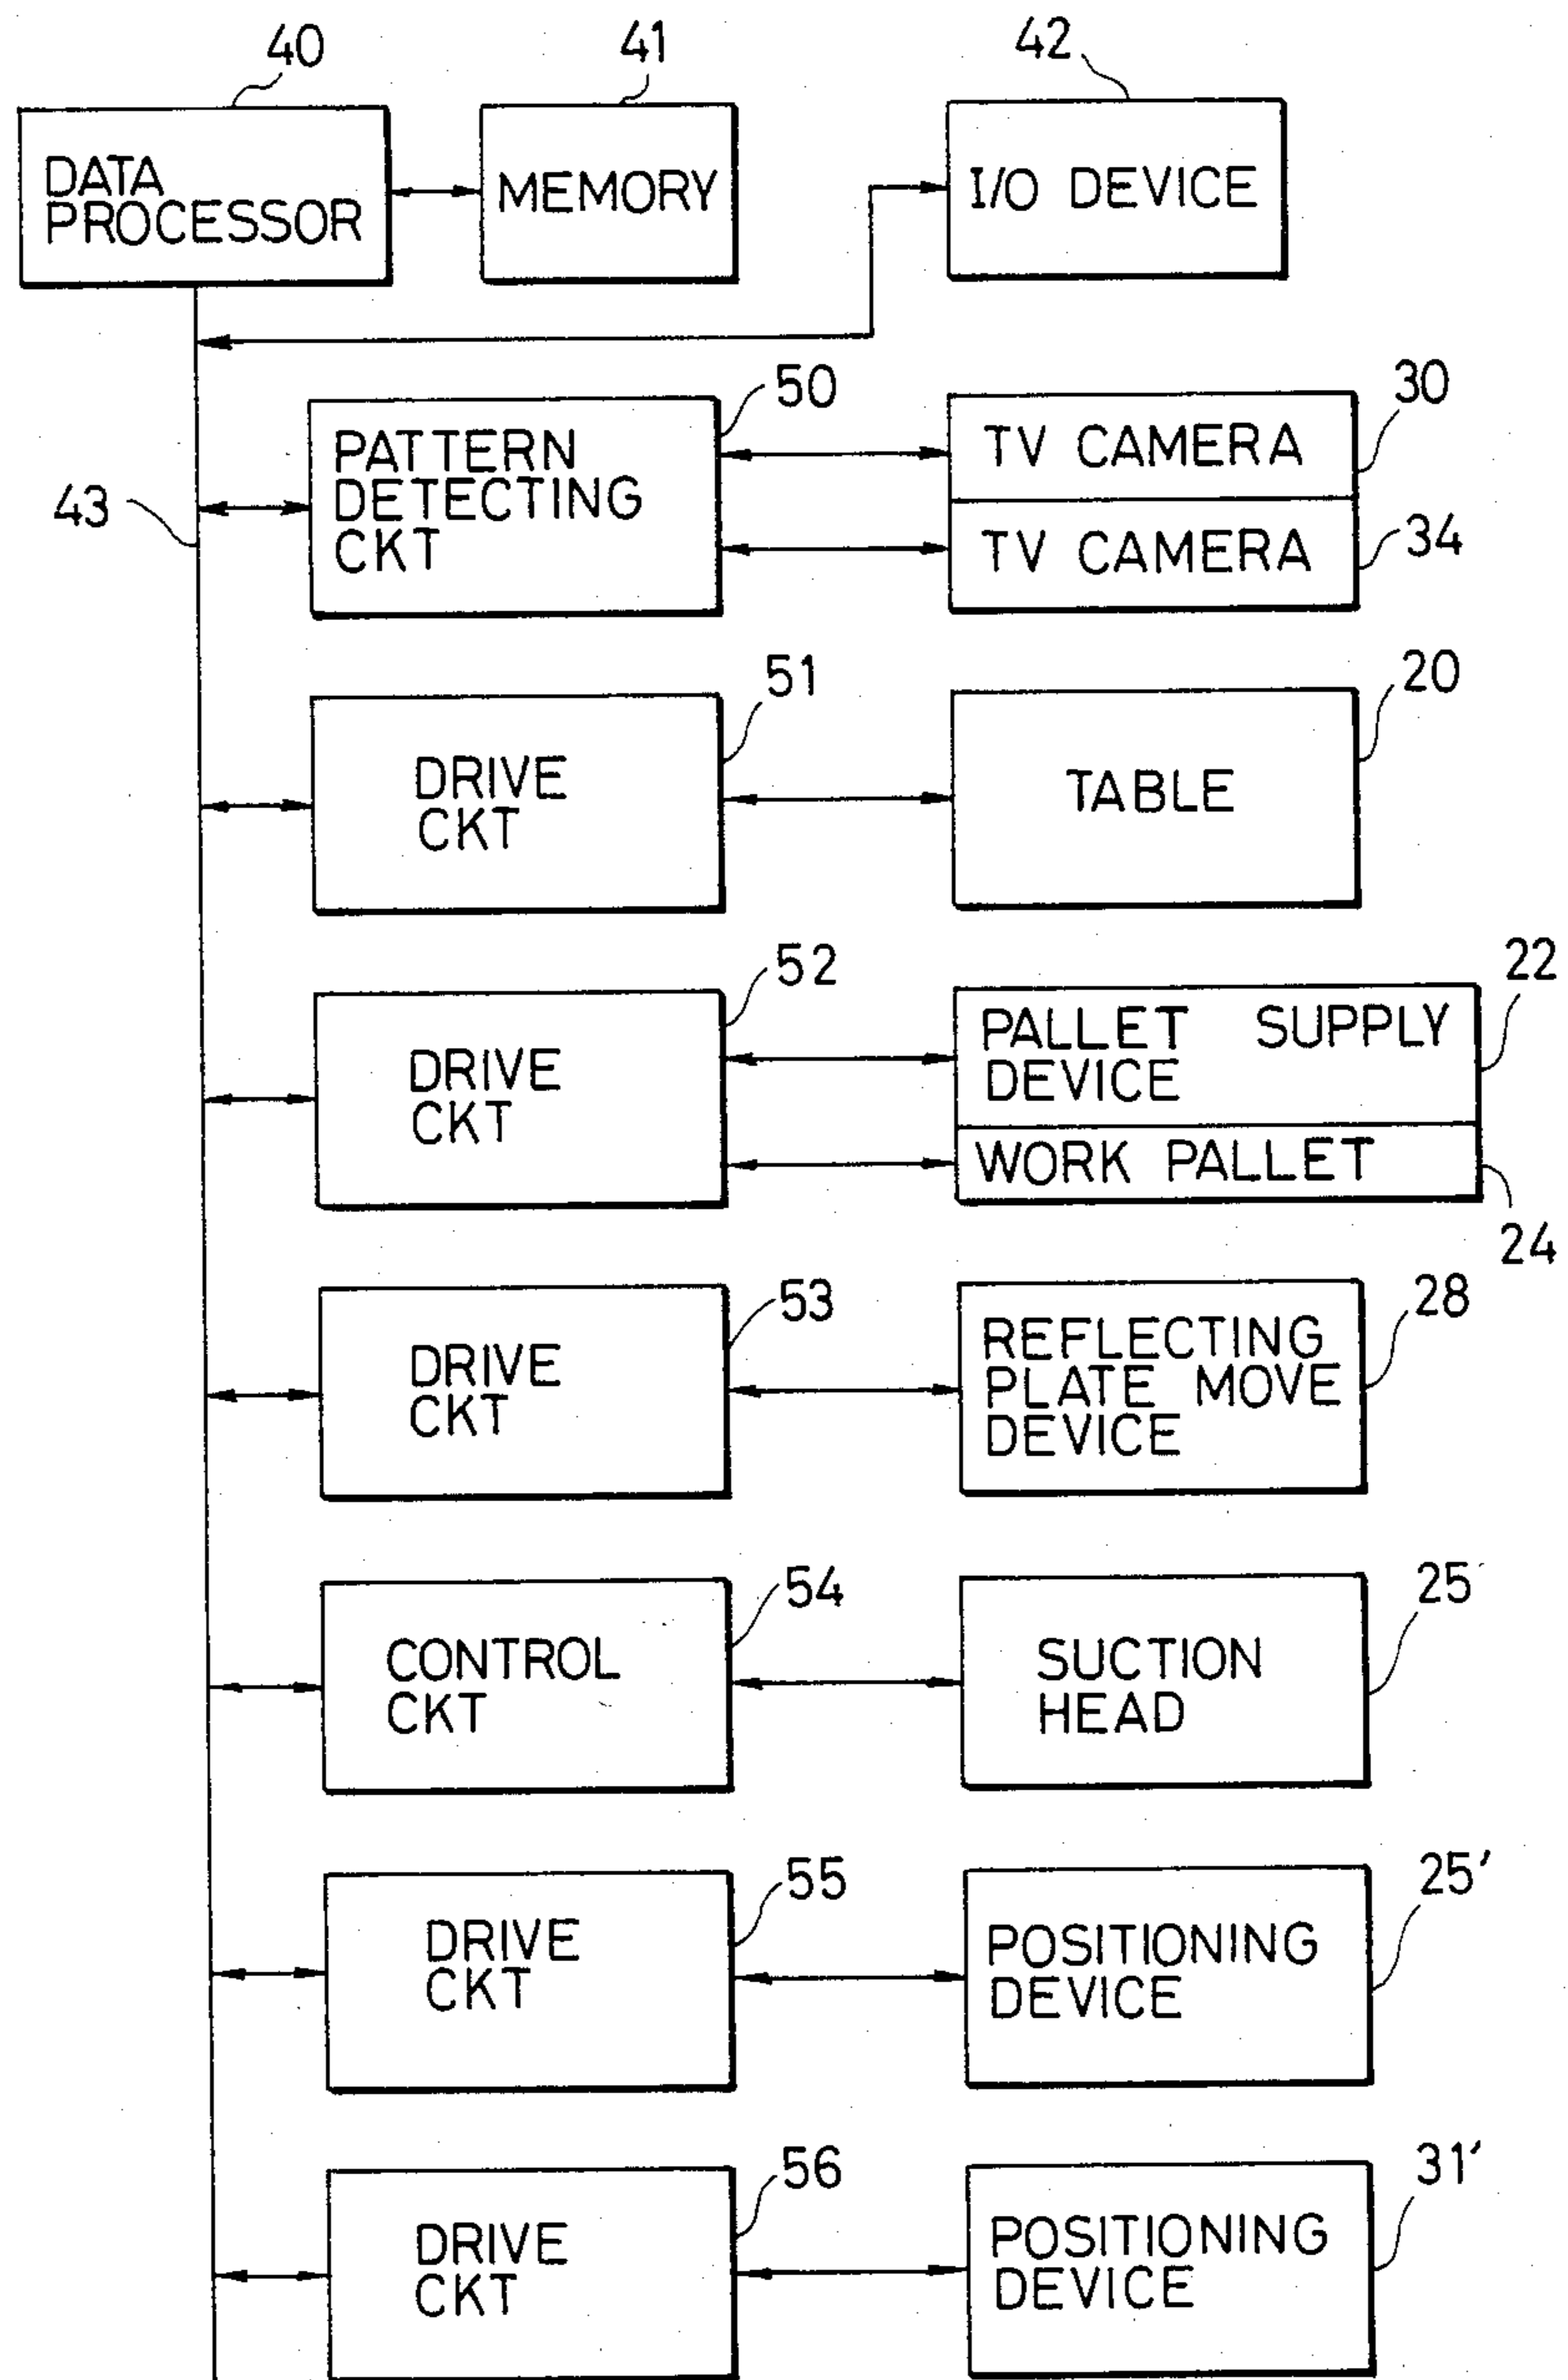 40
41
42
DATA
PROCESSOR
MEMORY
I/O DEVICE
43
50
PATTERN
DETECTING
CKT
30
TV CAMERA
TV CAMERA
34
51
DRIVE
CKT
20
TABLE
52
DRIVE
CKT
22
PALLET SUPPLY
DEVICE
WORK PALLET
24
53
DRIVE
CKT
28
REFLECTING
PLATE MOVE
DEVICE
54
CONTROL
CKT
25
SUCTION
HEAD
55
DRIVE
CKT
25'
POSITIONING
DEVICE
56
DRIVE
CKT
31'
POSITIONING
DEVICE